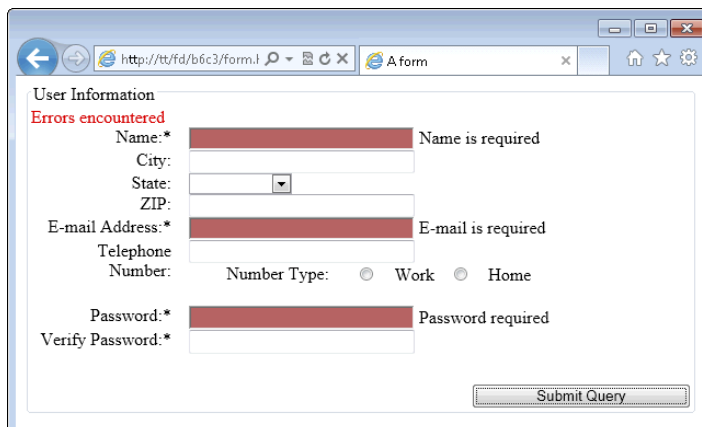 http://tt/fd/b6c3/form.h
A form
User Information
Errors encountered
Name:* Name is required
City:
State:
ZIP:
E-mail Address:* E-mail is required
Telephone
Number: Number Type: Work Home
Password:* Password required
Verify Password:*
Submit Query